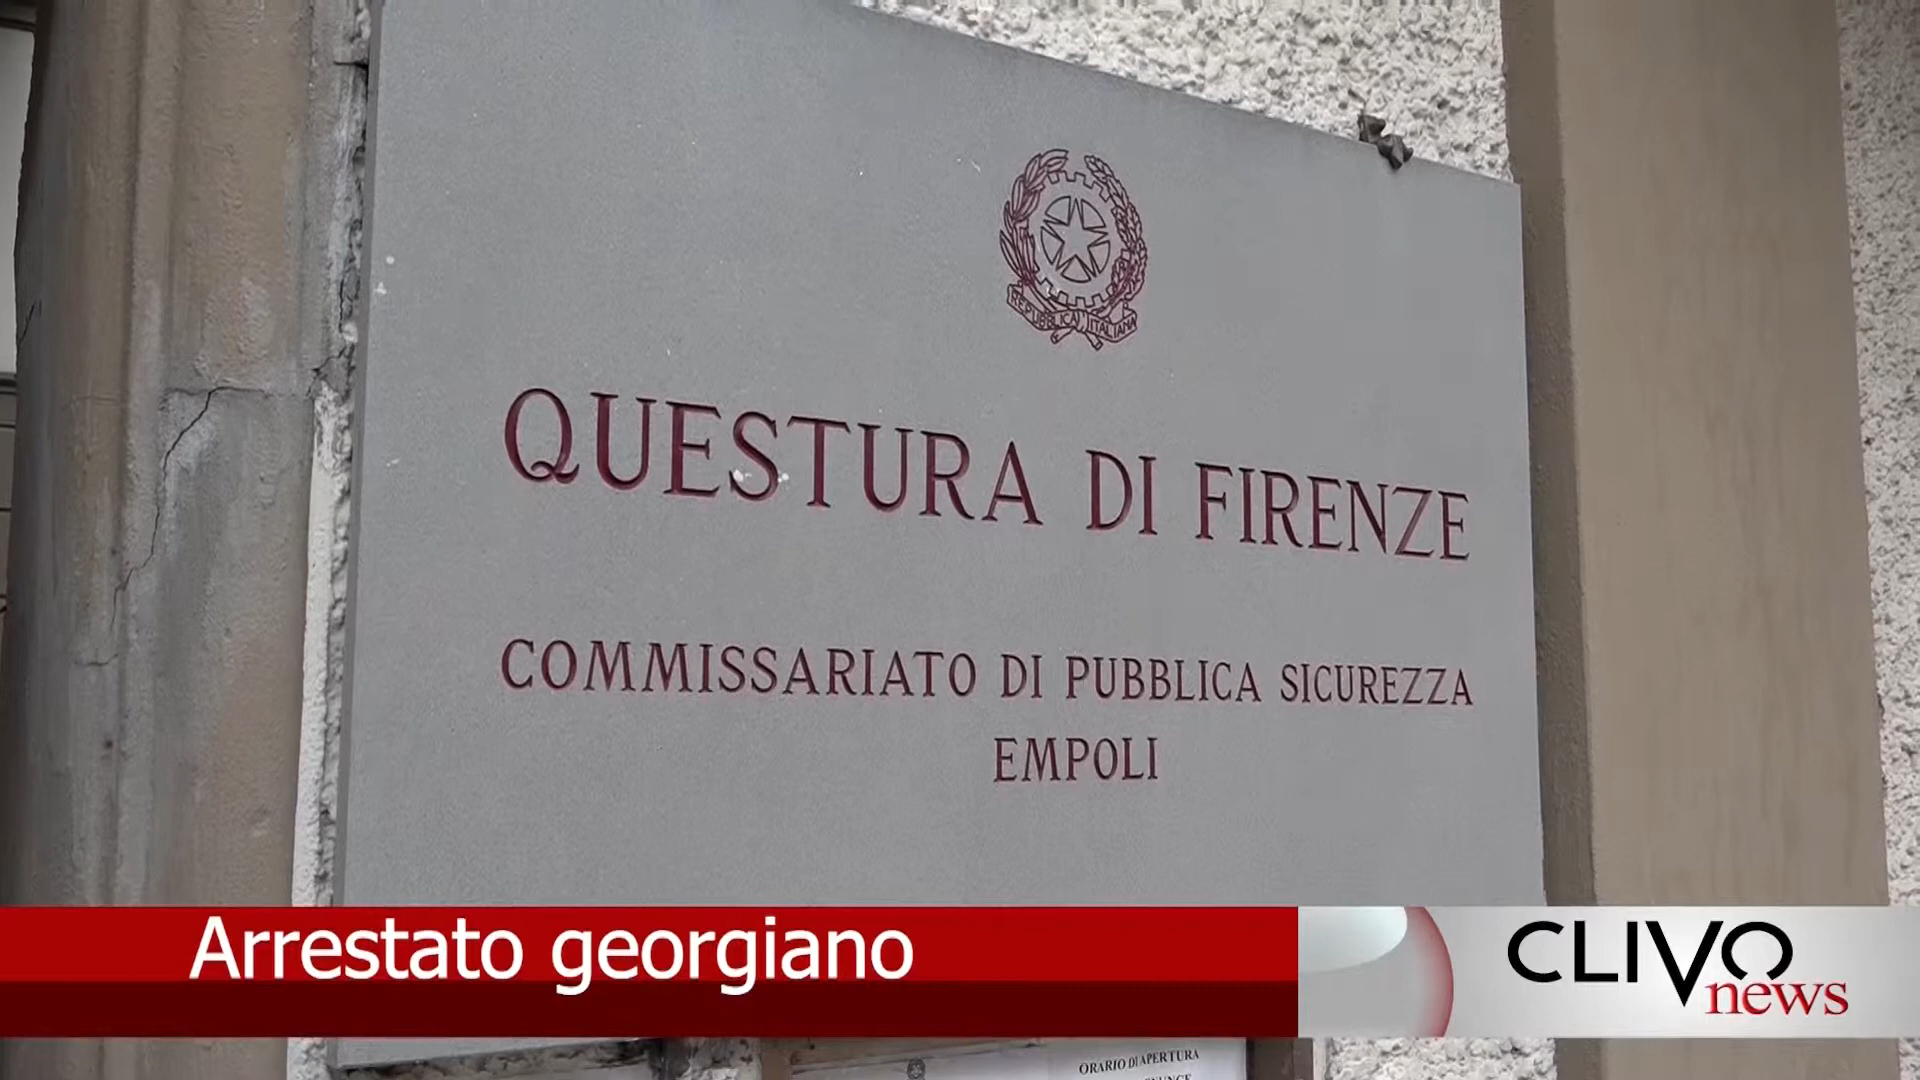 REPUBBLICA ITALIANA
QUESTURA DI FIRENZE
COMMISSARIATO DI PUBBLICA SICUREZZA
EMPOLI
Arrestato georgiano
CLIVO
news
ORARIO DI APERTURA